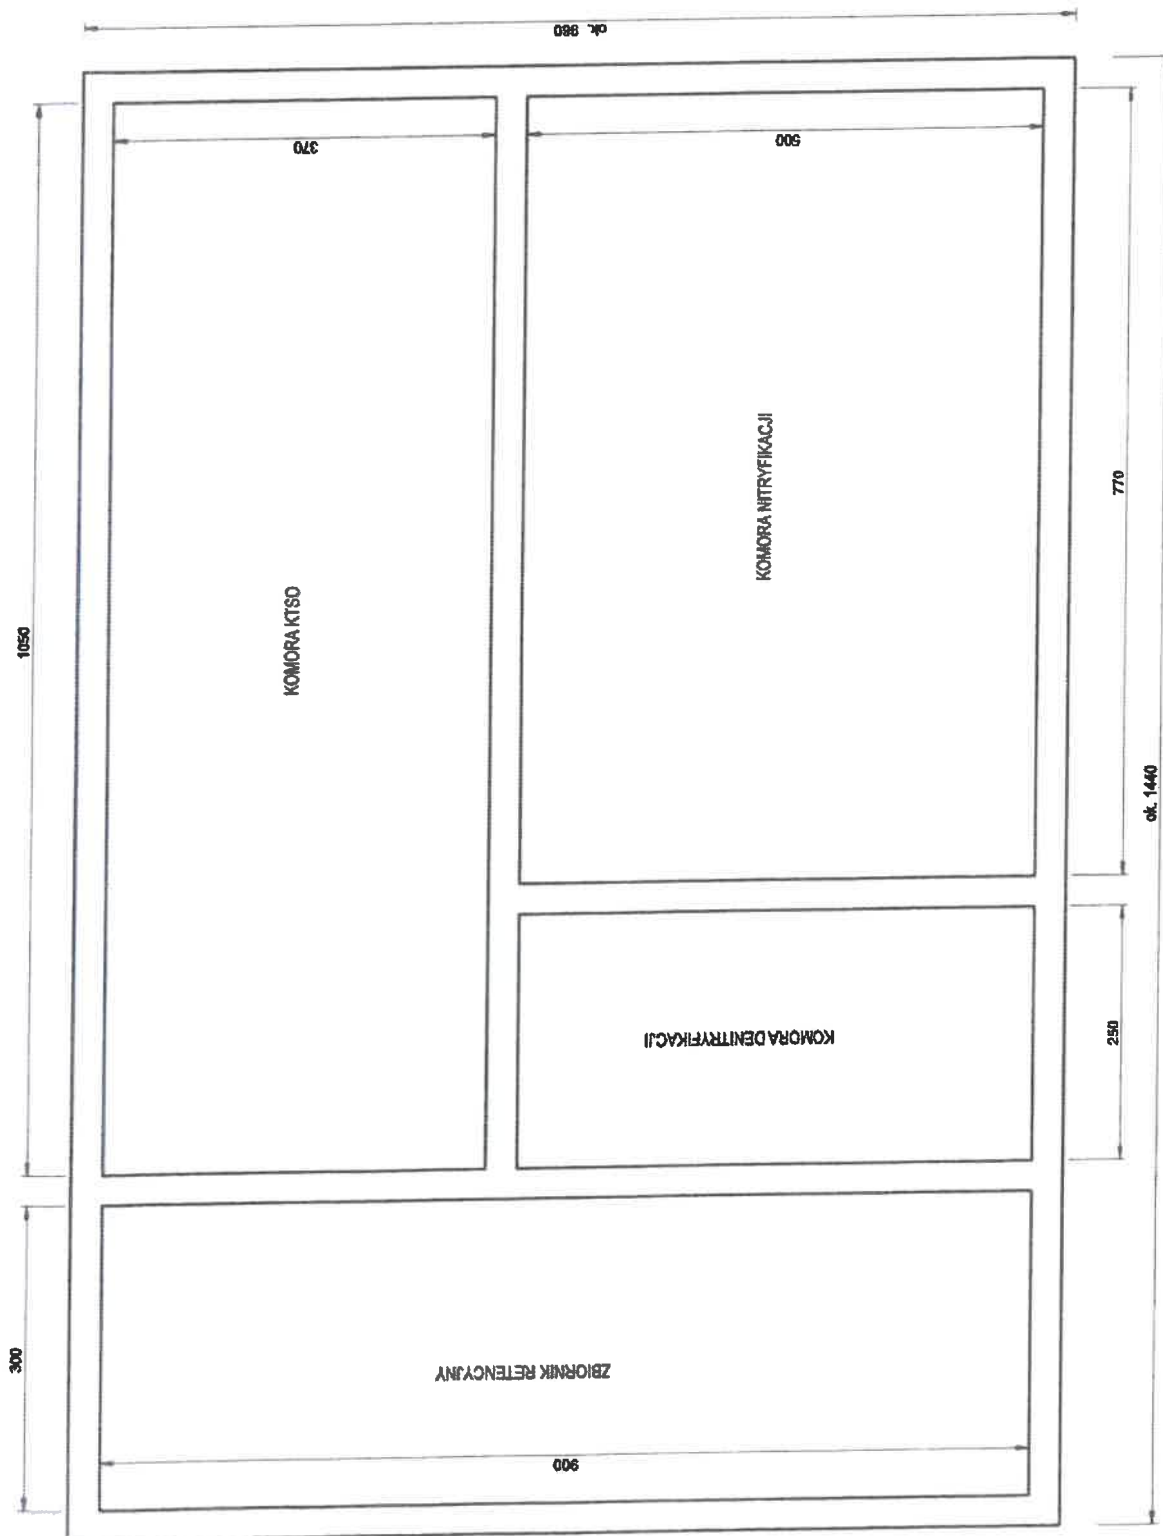 ok. 960
370
500
1050
KOMORA KTSO
KOMORA NITRYFIKACJI
770
ok. 1440
KOMORA DENITRYFIKACJI
250
300
ZBIORNIK RETENCYJNY
900